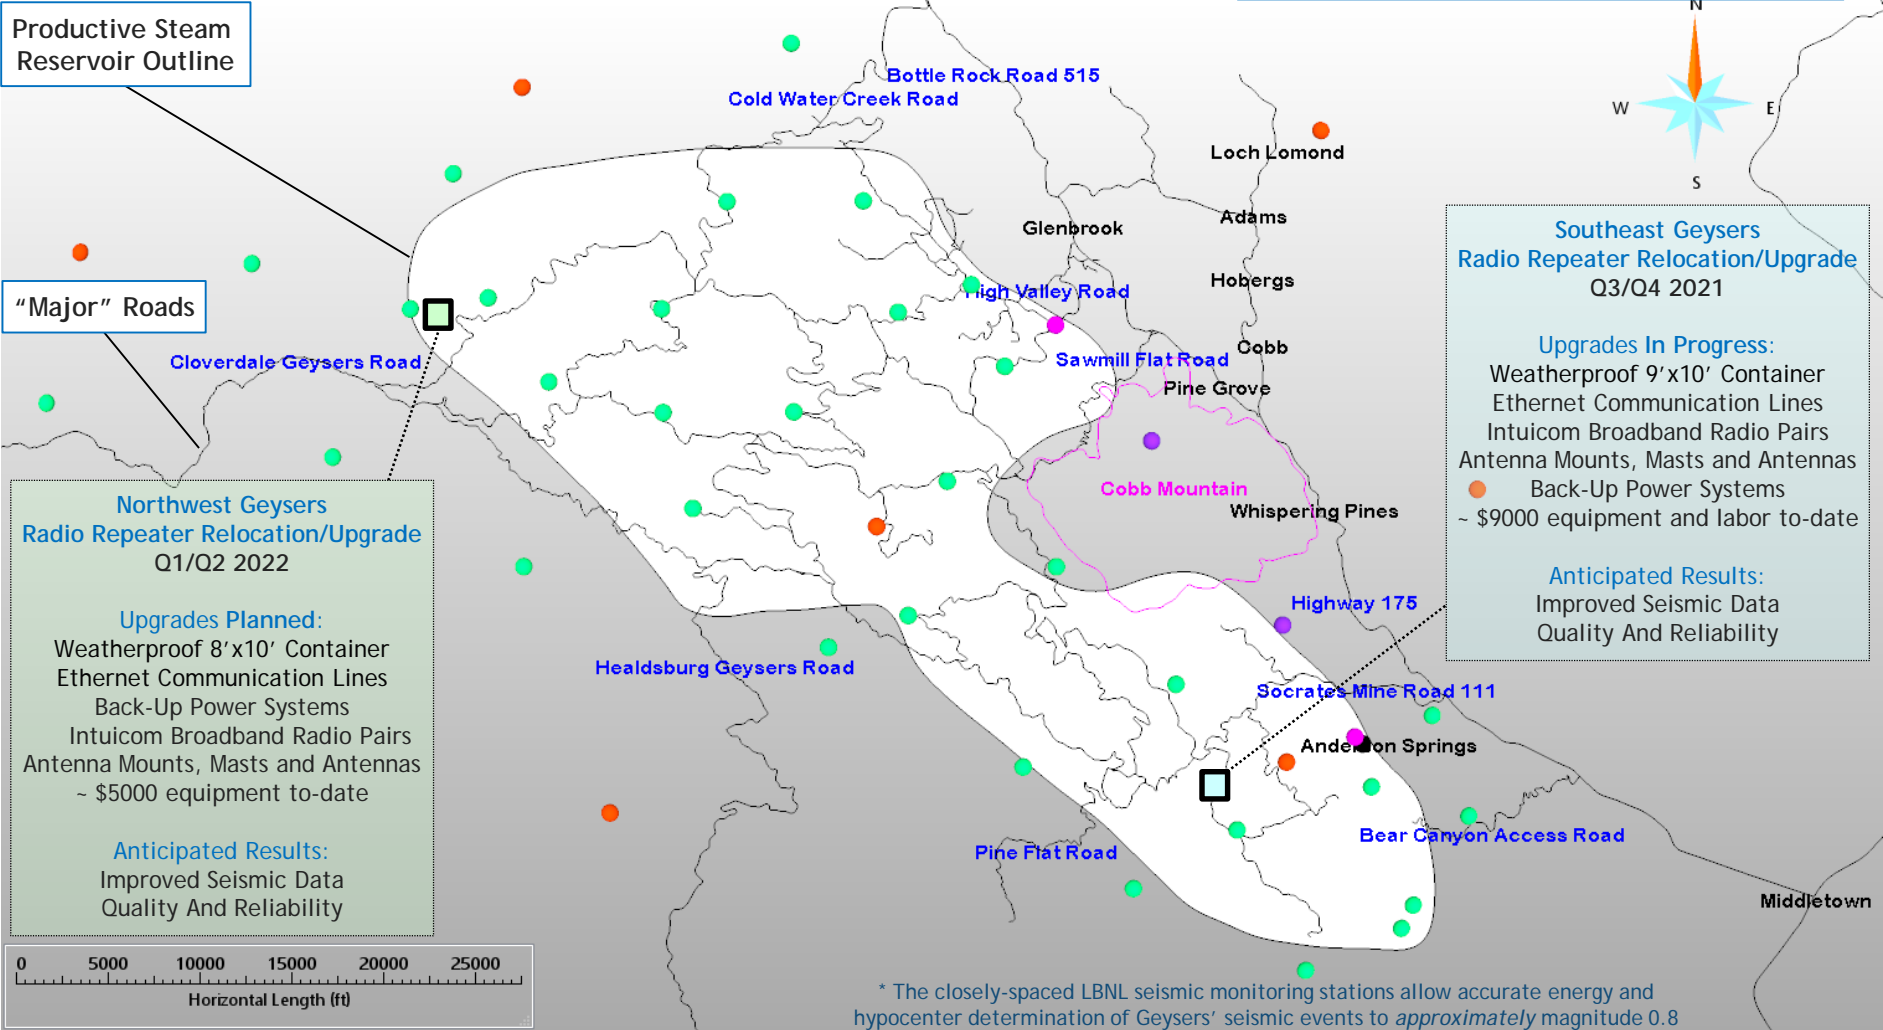 Productive Steam
Reservoir Outline
"Major" Roads
N
W
E
S
Bottle Rock Road 515
Cold Water Creek Road
Loch Lomond
Adams
Glenbrook
Hobergs
High Valley Road
Cobb
Sawmill Flat Road
Pine Grove
Cloverdale Geysers Road
Cobb Mountain
Whispering Pines
Highway 175
Healdsburg Geysers Road
Socrates Mine Road 111
Anderson Springs
Bear Canyon Access Road
Pine Flat Road
Middletown
Northwest Geysers
Radio Repeater Relocation/Upgrade
Q1/Q2 2022
Upgrades Planned:
Weatherproof 8'x10' Container
Ethernet Communication Lines
Back-Up Power Systems
Intuicom Broadband Radio Pairs
Antenna Mounts, Masts and Antennas
~ $5000 equipment to-date
Anticipated Results:
Improved Seismic Data
Quality And Reliability
Southeast Geysers
Radio Repeater Relocation/Upgrade
Q3/Q4 2021
Upgrades In Progress:
Weatherproof 9'x10' Container
Ethernet Communication Lines
Intuicom Broadband Radio Pairs
Antenna Mounts, Masts and Antennas
Back-Up Power Systems
~ $9000 equipment and labor to-date
Anticipated Results:
Improved Seismic Data
Quality And Reliability
0 5000 10000 15000 20000 25000
Horizontal Length (ft)
* The closely-spaced LBNL seismic monitoring stations allow accurate energy and
hypocenter determination of Geysers' seismic events to approximately magnitude 0.8